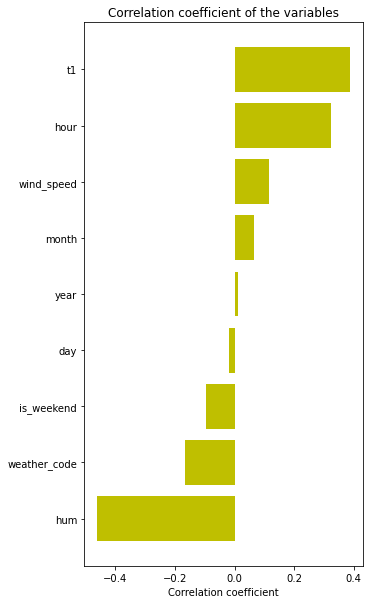 Correlation coefficient of the variables
t1
hour
wind_speed
month
year
day
is_weekend
weather_code
hum
−0.4 −0.2 0.0 0.2 0.4
Correlation coefficient